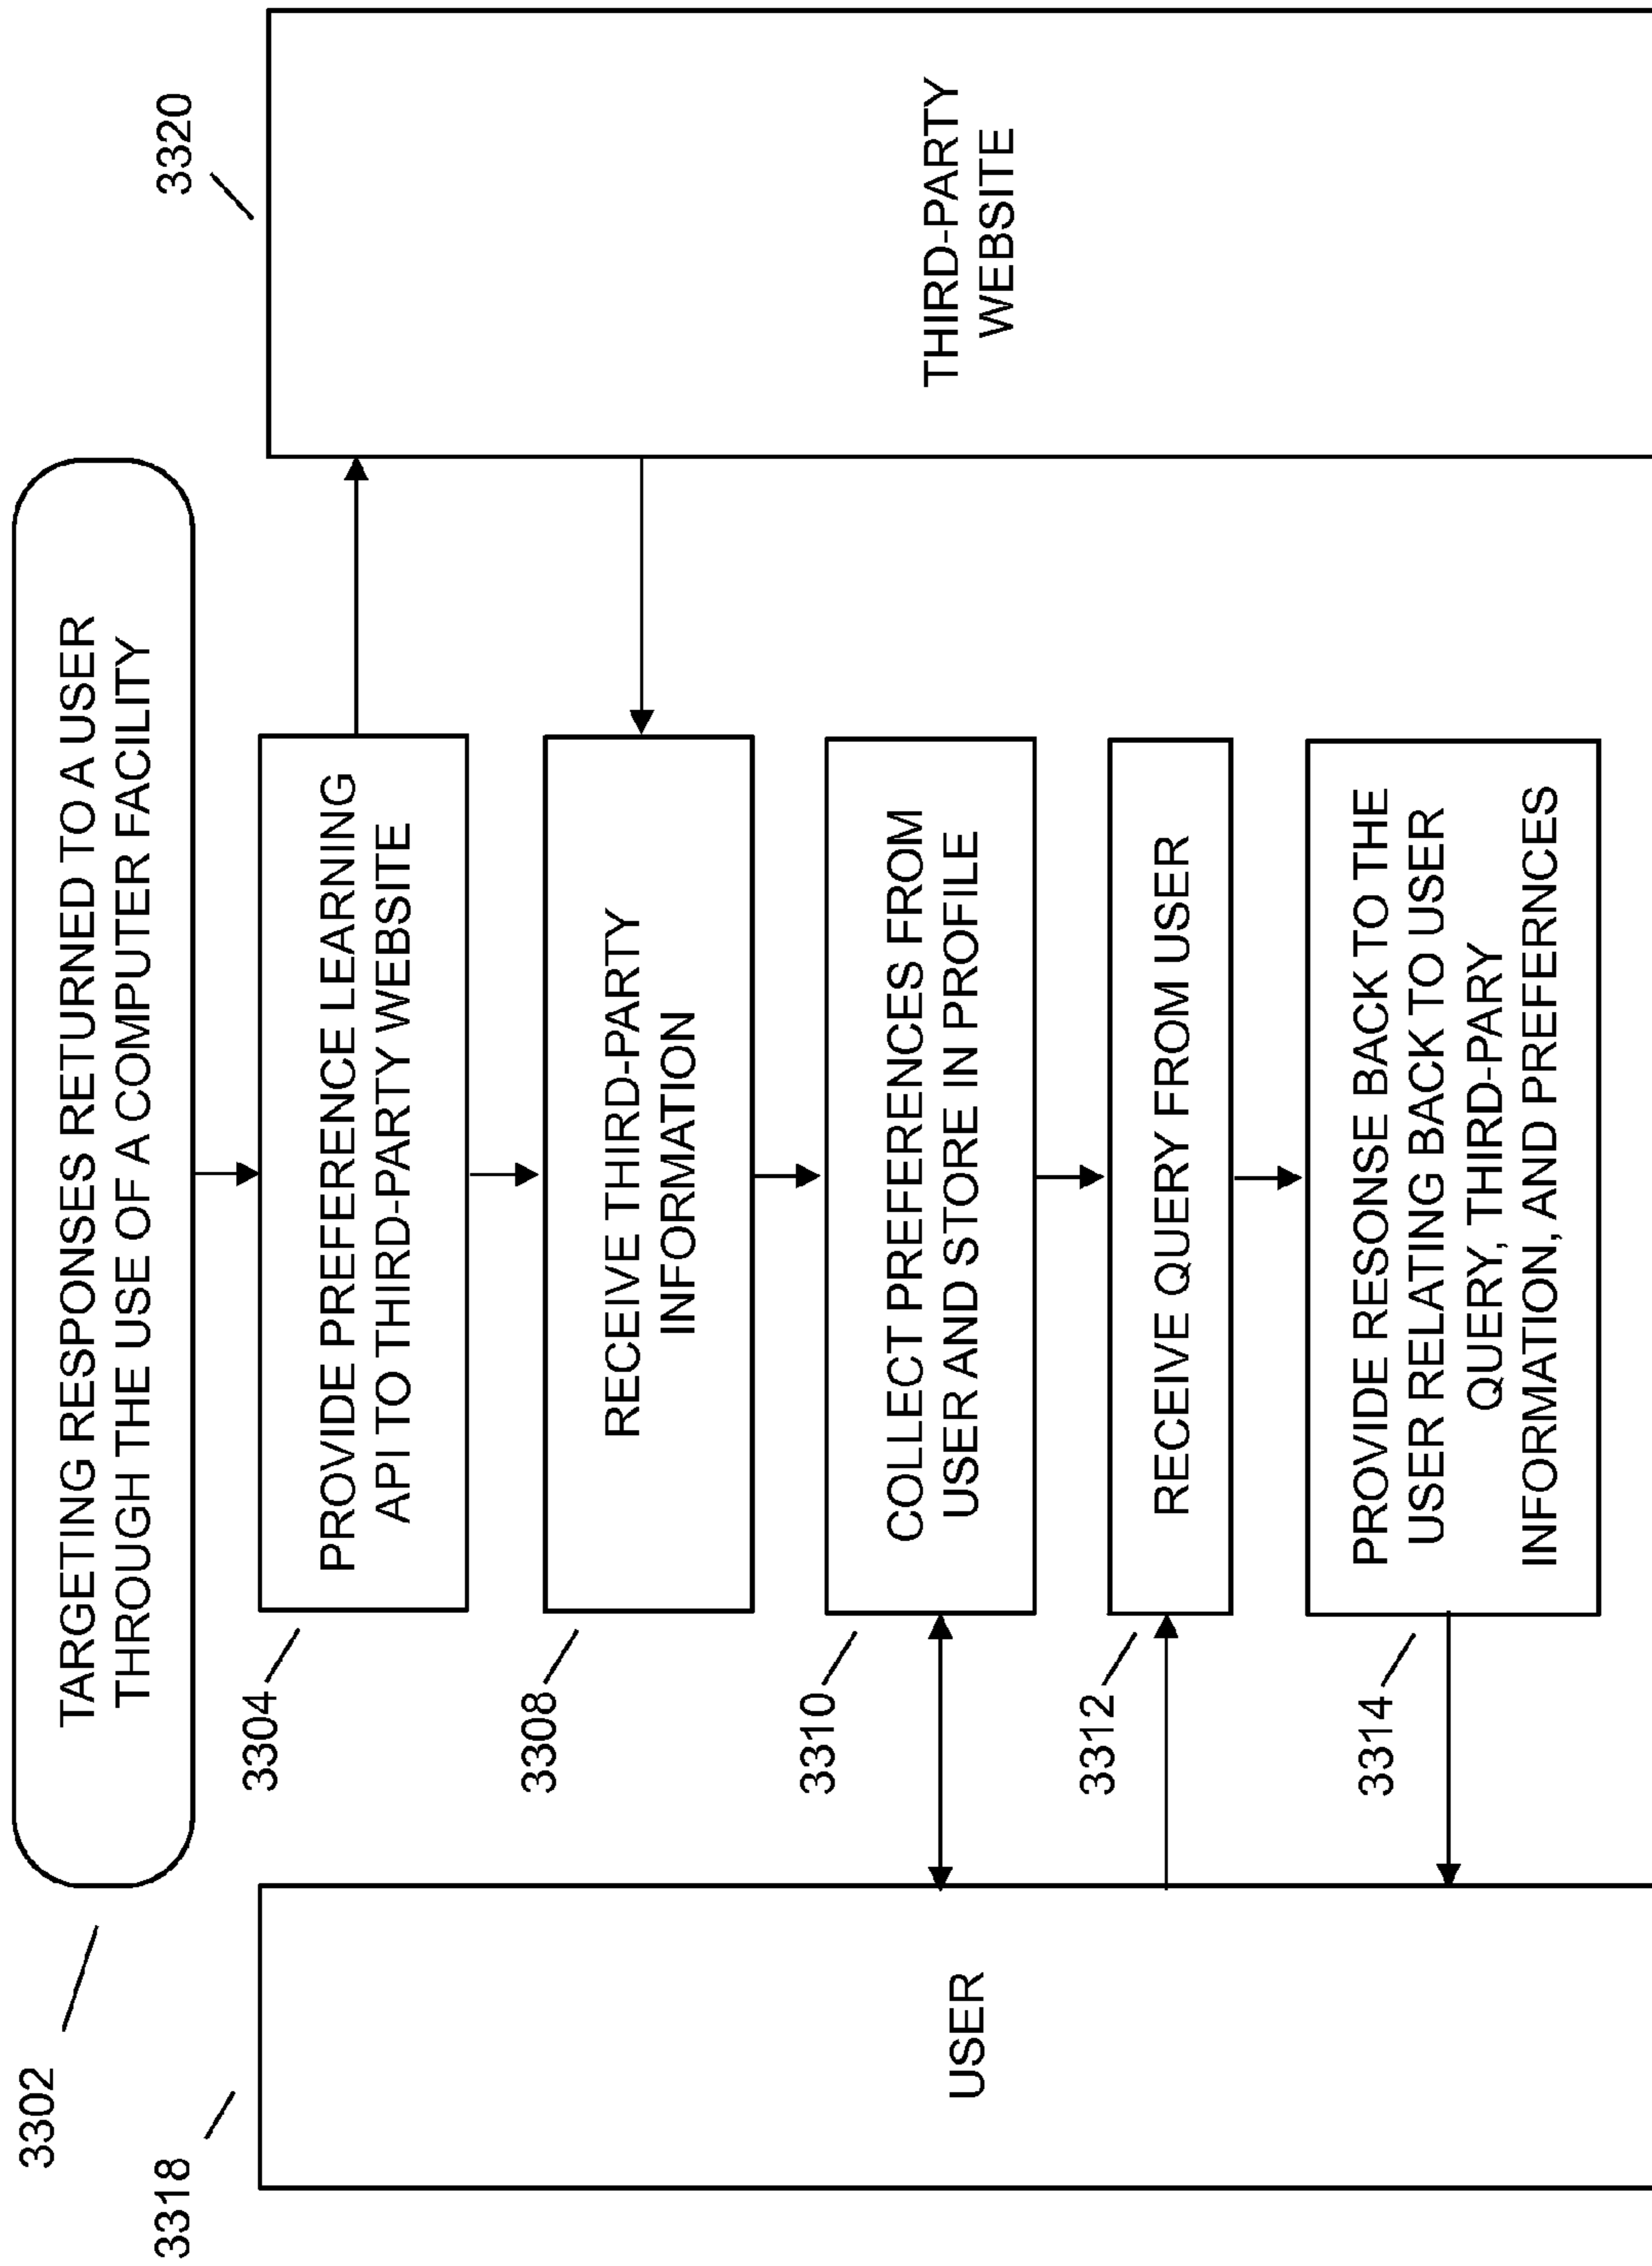 3302
TARGETING RESPONSES RETURNED TO A USER
THROUGH THE USE OF A COMPUTER FACILITY
3318
USER
3304
PROVIDE PREFERENCE LEARNING
API TO THIRD-PARTY WEBSITE
3308
RECEIVE THIRD-PARTY
INFORMATION
3310
COLLECT PREFERENCES FROM
USER AND STORE IN PROFILE
3312
RECEIVE QUERY FROM USER
3314
PROVIDE RESONSE BACK TO THE
USER RELATING BACK TO USER
QUERY, THIRD-PARY
INFORMATION, AND PREFERNCES
3320
THIRD-PARTY
WEBSITE